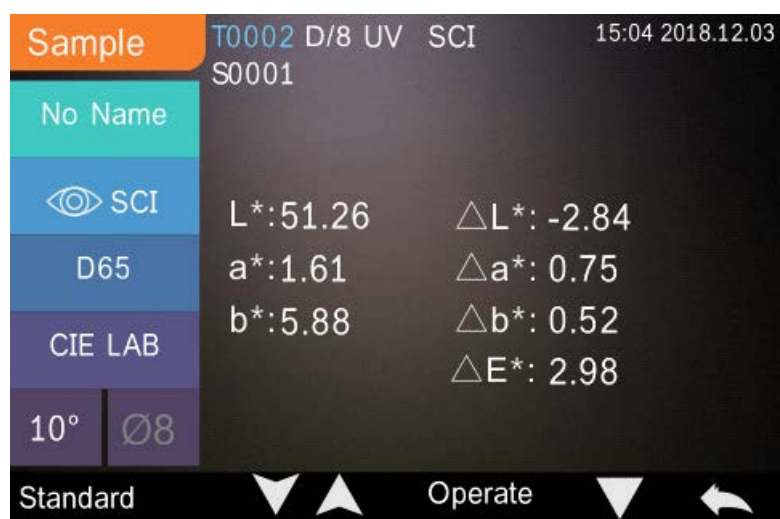 Sample
T0002 D/8 UV SCI
15:04 2018.12.03
S0001
No Name
SCI
D65
CIE LAB
10°
Ø8
L*:51.26
△L*: -2.84
a*:1.61
△a*: 0.75
b*:5.88
△b*: 0.52
△E*: 2.98
Standard
Operate